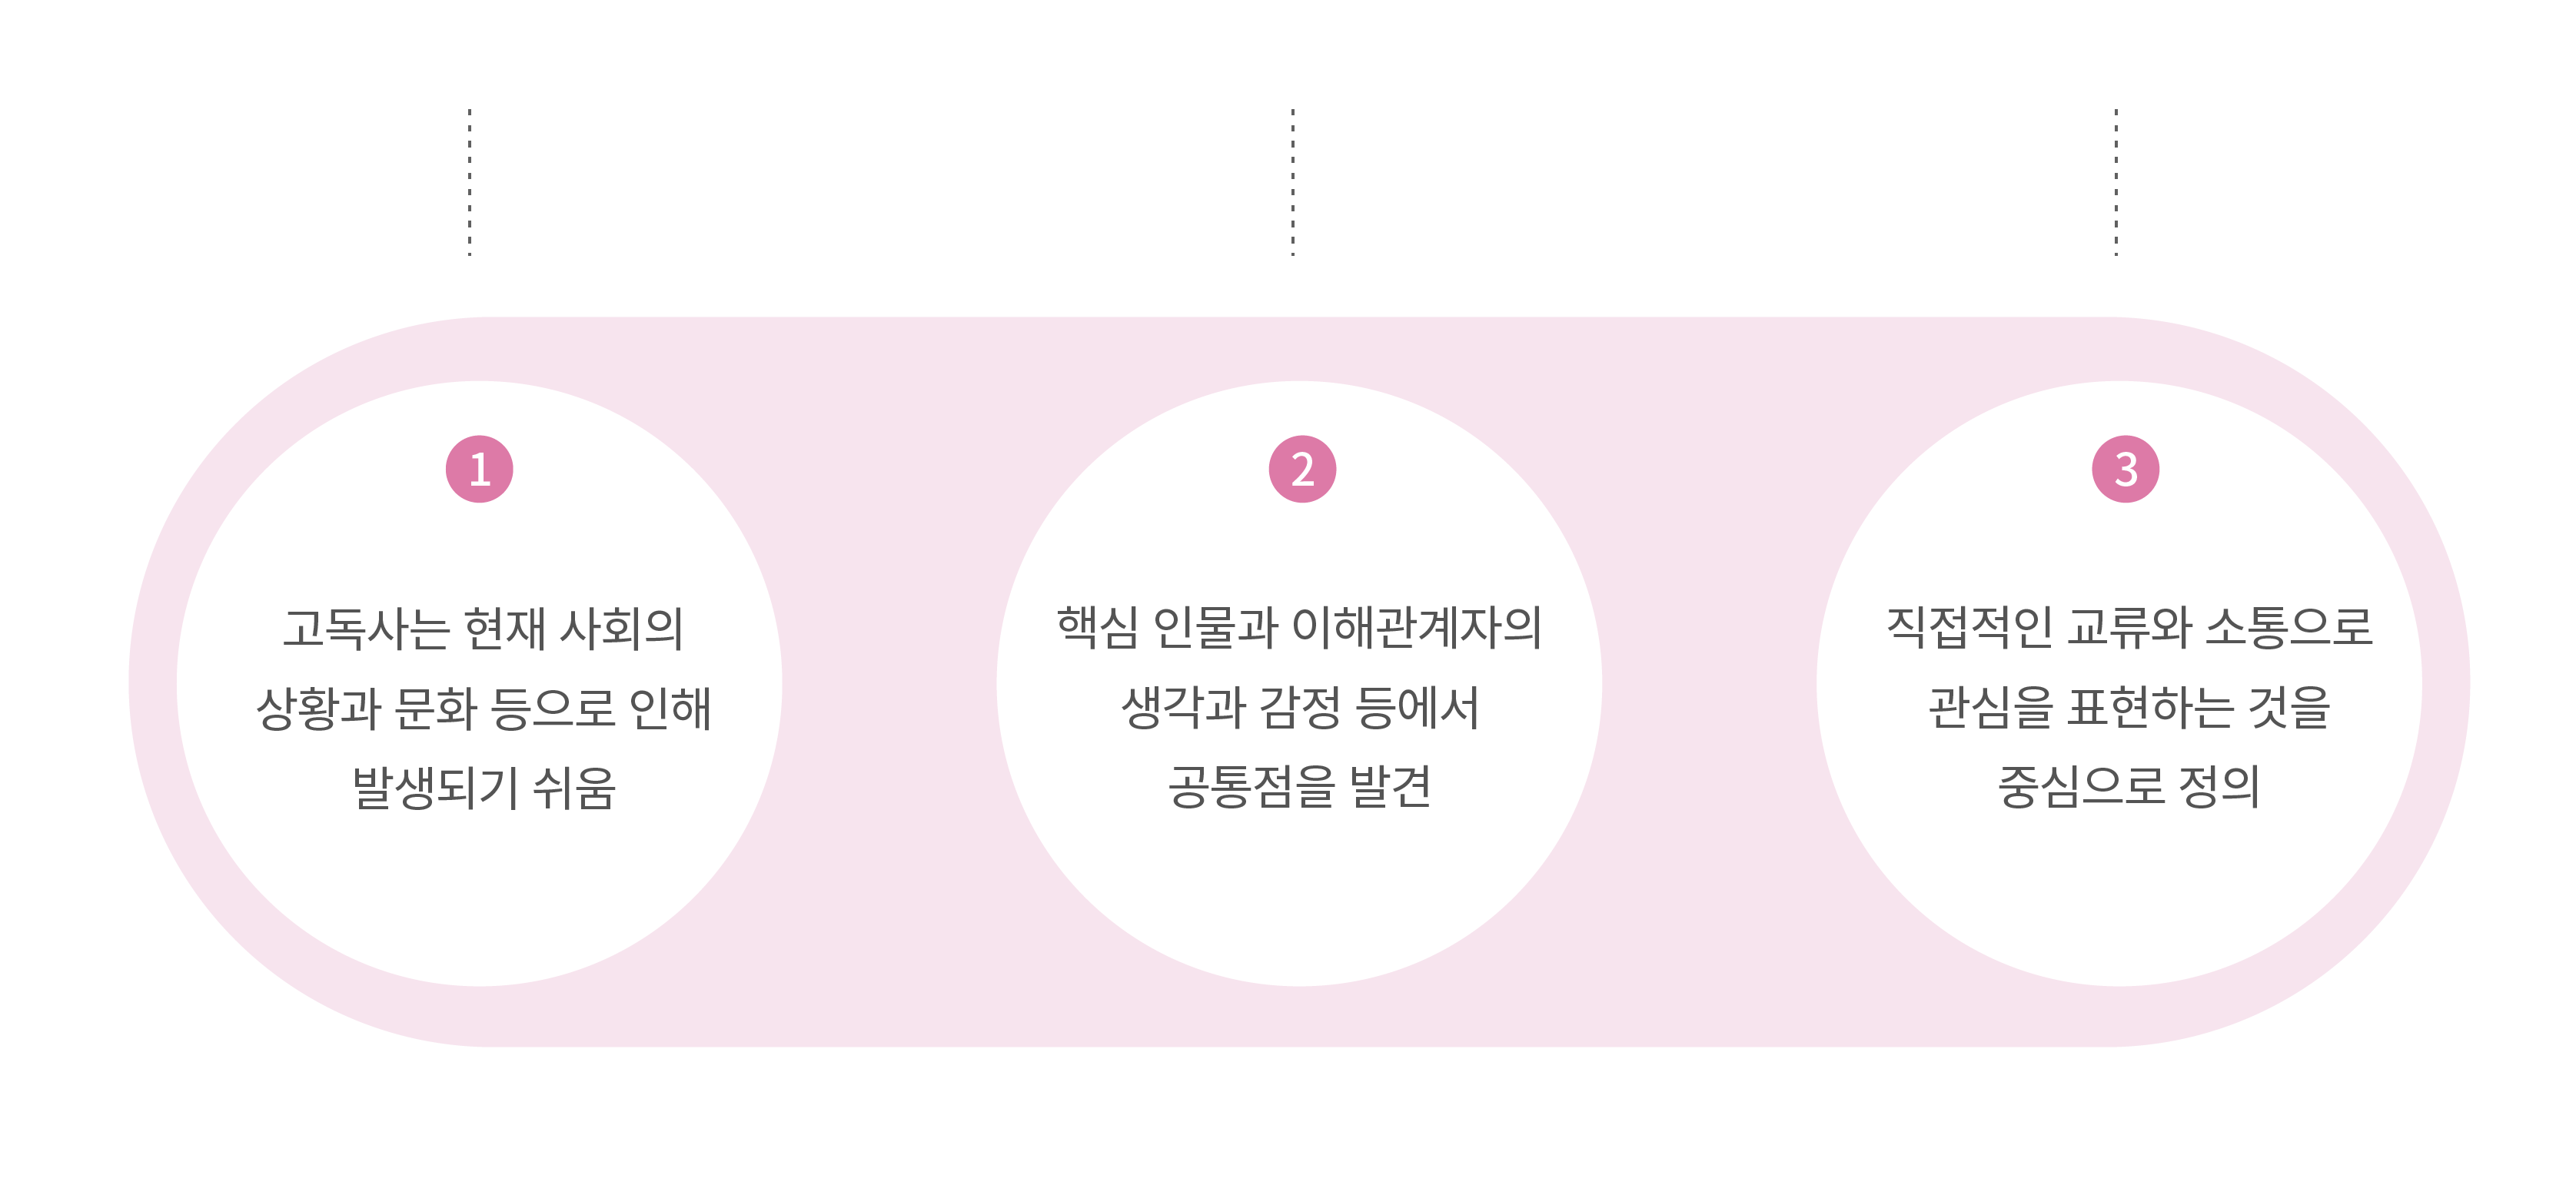 1
고독사는 현재 사회의
상황과 문화 등으로 인해
발생되기 쉬움
2
핵심 인물과 이해관계자의
생각과 감정 등에서
공통점을 발견
3
직접적인 교류와 소통으로
관심을 표현하는 것을
중심으로 정의